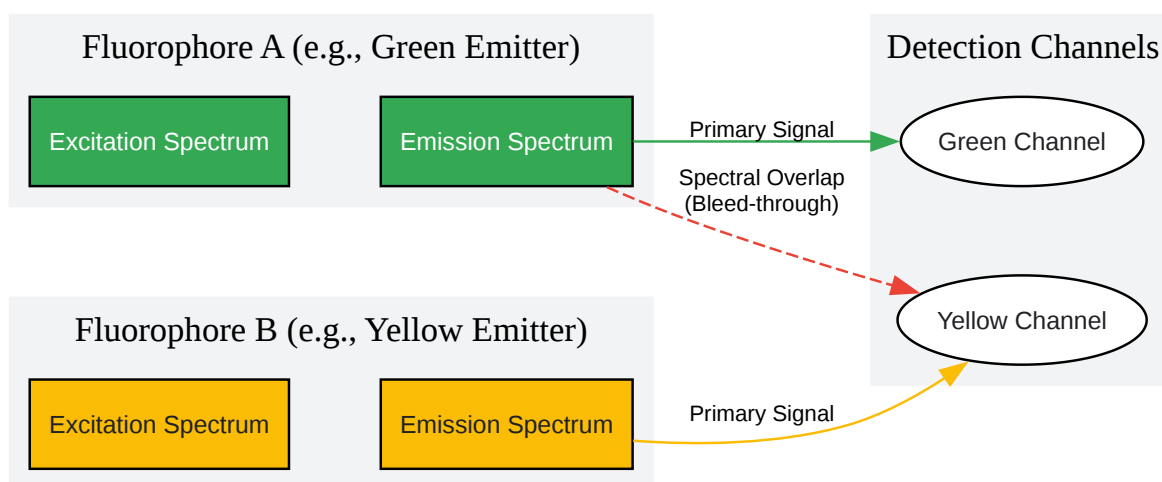 Fluorophore A (e.g., Green Emitter)
Excitation Spectrum
Emission Spectrum
Primary Signal
Spectral Overlap
(Bleed-through)
Detection Channels
Green Channel
Yellow Channel
Fluorophore B (e.g., Yellow Emitter)
Excitation Spectrum
Emission Spectrum
Primary Signal